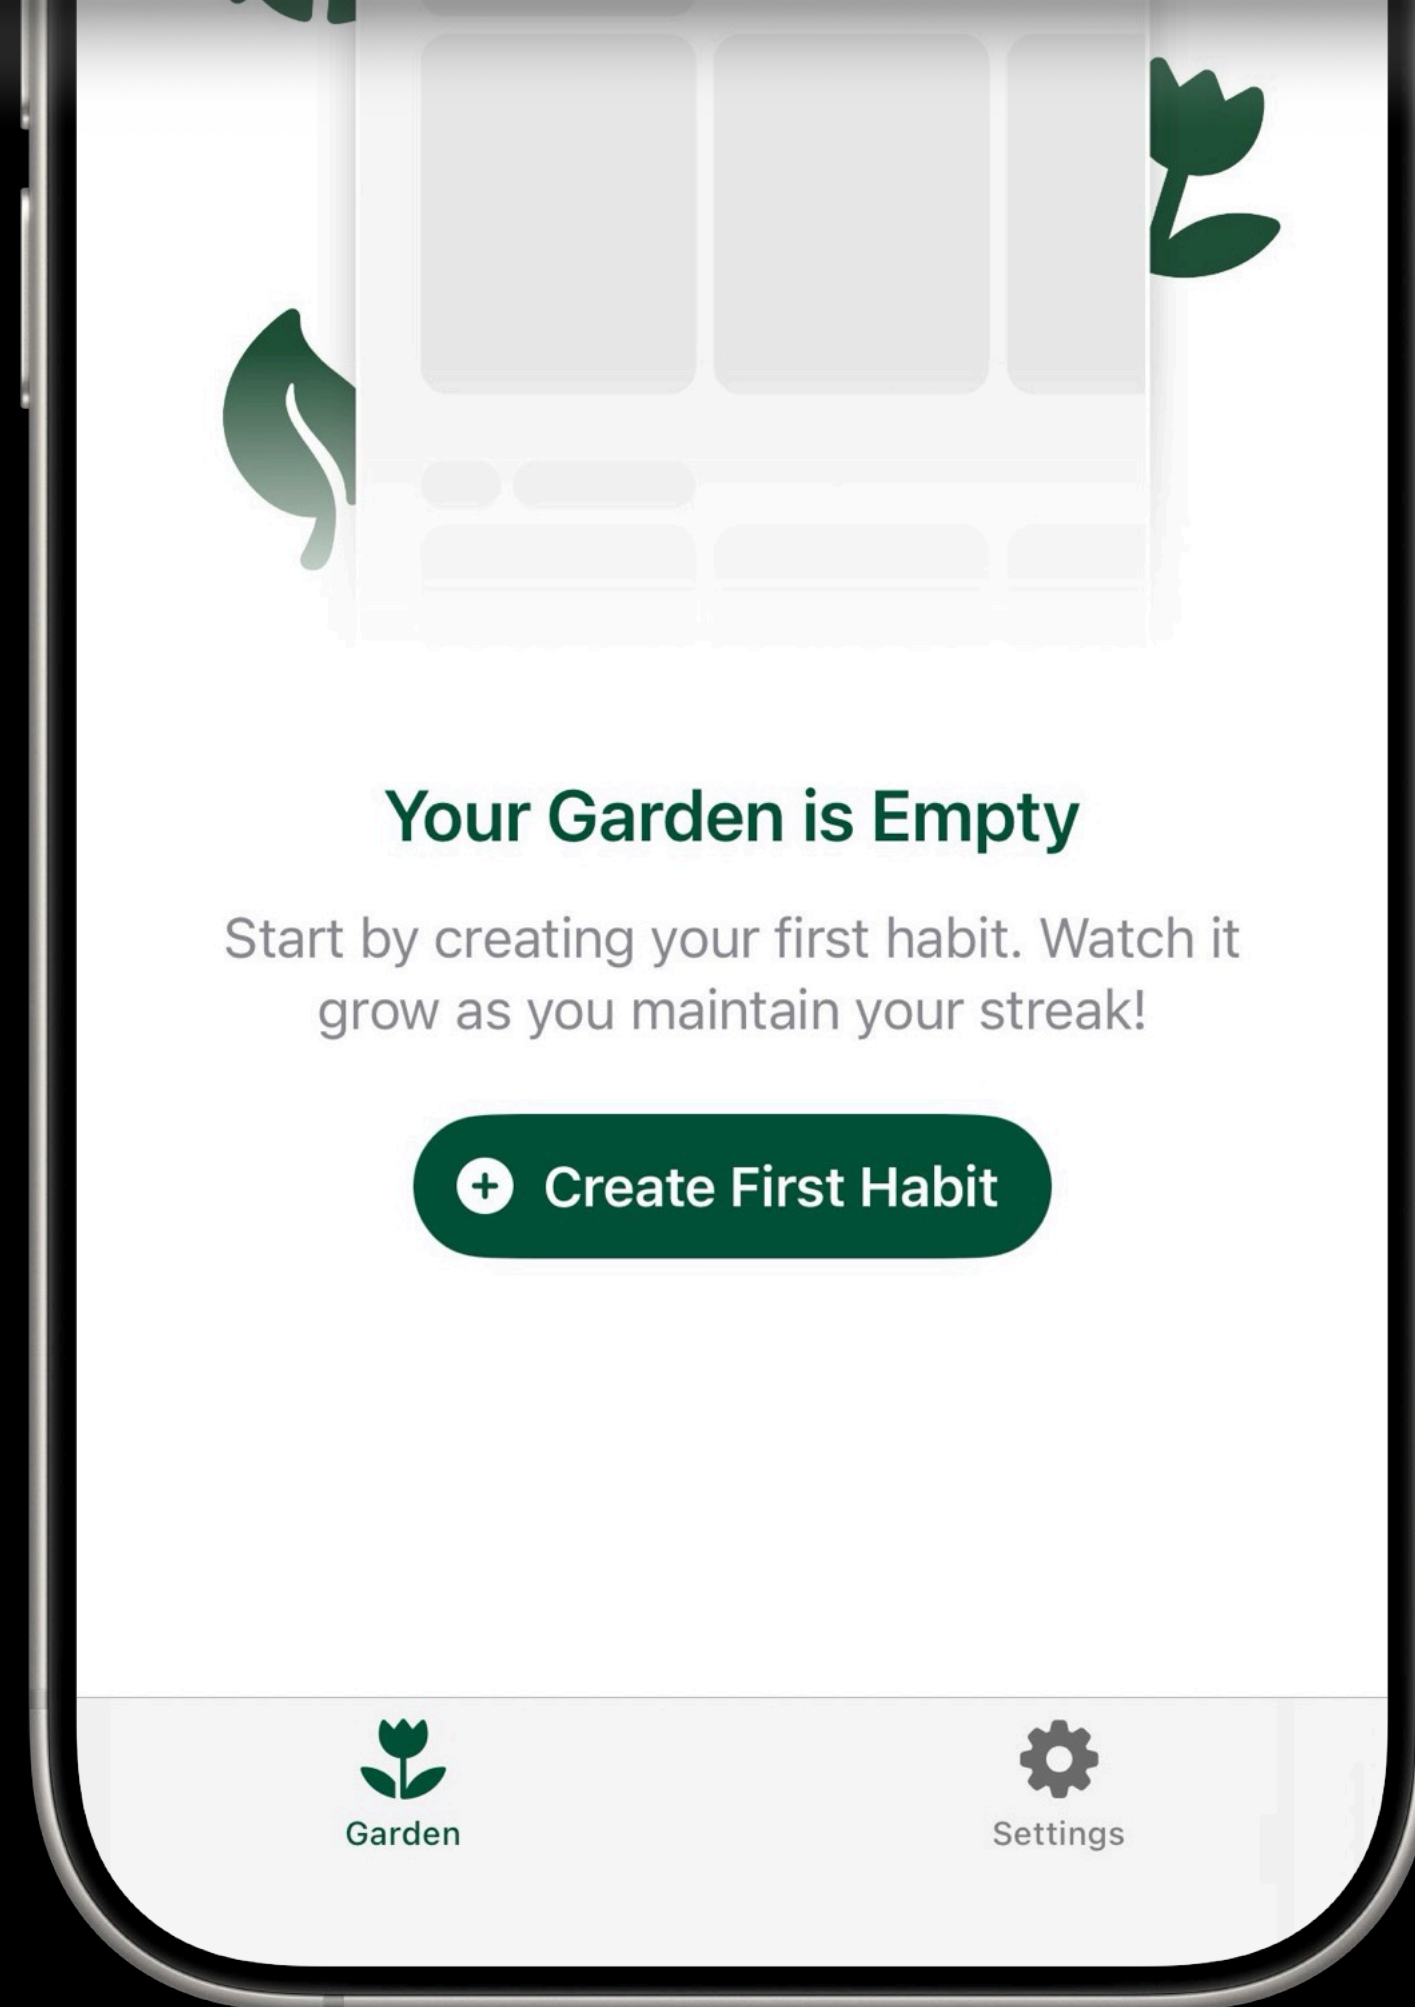 Your Garden is Empty
Start by creating your first habit. Watch it
grow as you maintain your streak!
Create First Habit
Garden
Settings